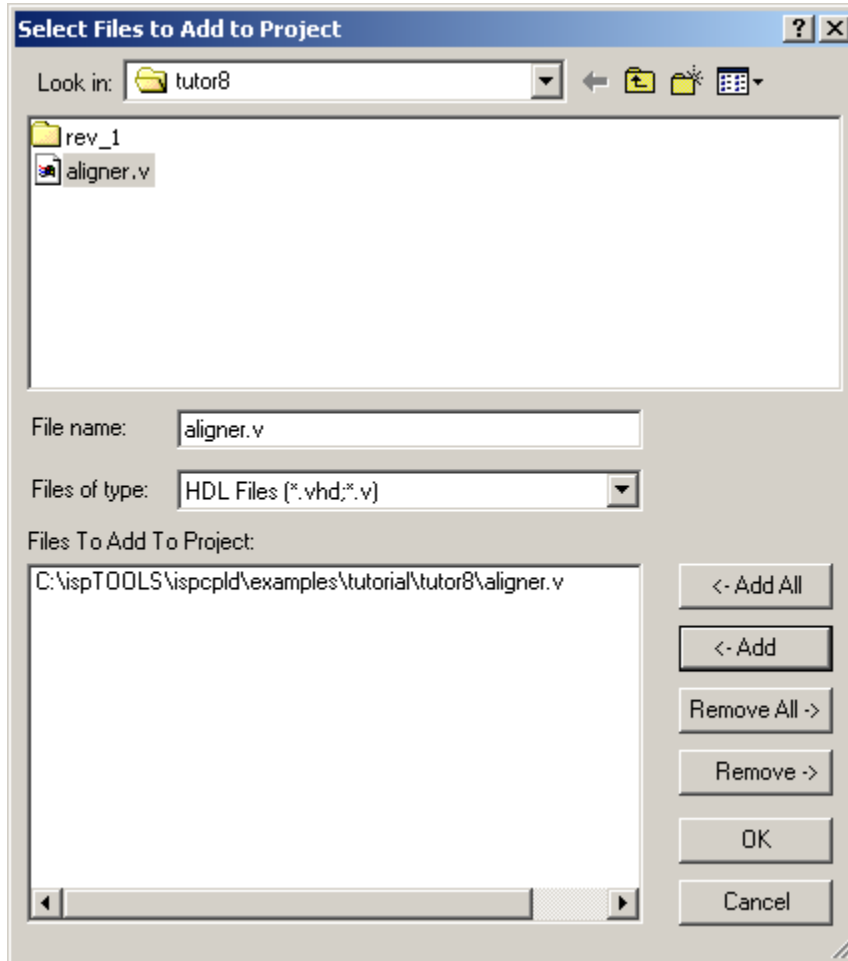 Select Files to Add to Project
Look in: tutor8
rev_1
aligner.v
File name: aligner.v
Files of type: HDL Files (*.vhd;*.v)
Files To Add To Project:
C:\ispTOOLS\ispcpld\examples\tutorial\tutor8\aligner.v
<- Add All
<- Add
Remove All ->
Remove ->
OK
Cancel